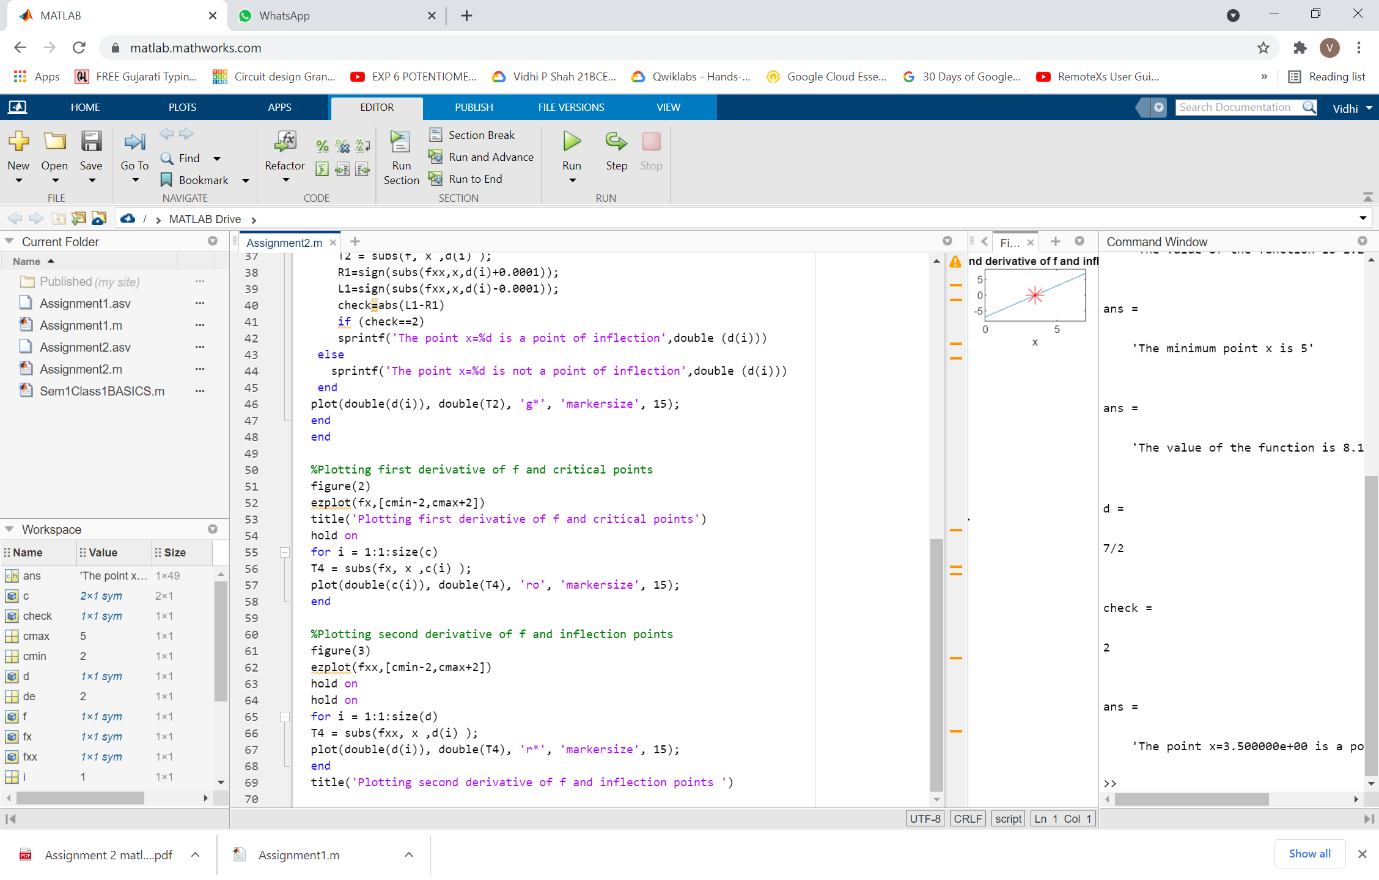 MATLAB
WhatsApp
matlab.mathworks.com
V
Apps
FREE Gujarati Typin...
Circuit design Gran...
EXP 6 POTENTIOME...
Vidhi P Shah 21BCE...
Qwiklabs - Hands-...
Google Cloud Esse...
30 Days of Google...
RemoteXs User Gui...
»
Reading list
HOME
PLOTS
APPS
EDITOR
PUBLISH
FILE VERSIONS
VIEW
Search Documentation
Vidhi
New
Open
Save
FILE
Go To
Find
Bookmark
NAVIGATE
Refactor
CODE
Run Section
Section Break
Run and Advance
Run to End
SECTION
Run
Step
Stop
RUN
/ > MATLAB Drive >
Current Folder
Name
Published (my site)
Assignment1.asv
Assignment1.m
Assignment2.asv
Assignment2.m
Sem1Class1BASICS.m
Workspace
Name Value Size
ans 'The point x... 1×49
c 2×1 sym 2×1
check 1×1 sym 1×1
cmax 5 1×1
cmin 2 1×1
d 1×1 sym 1×1
de 2 1×1
f 1×1 sym 1×1
fx 1×1 sym 1×1
fxx 1×1 sym 1×1
i 1 1×1
Assignment2.m
37 T2 = subs(f, x ,d(i) );
38 R1=sign(subs(fxx,x,d(i)+0.0001));
39 L1=sign(subs(fxx,x,d(i)-0.0001));
40 check=abs(L1-R1)
41 if (check==2)
42 sprintf('The point x=%d is a point of inflection',double (d(i)))
43 else
44 sprintf('The point x=%d is not a point of inflection',double (d(i)))
45 end
46 plot(double(d(i)), double(T2), 'g*', 'markersize', 15);
47 end
48 end
49
50 %Plotting first derivative of f and critical points
51 figure(2)
52 ezplot(fx,[cmin-2,cmax+2])
53 title('Plotting first derivative of f and critical points')
54 hold on
55 for i = 1:1:size(c)
56 T4 = subs(fx, x ,c(i) );
57 plot(double(c(i)), double(T4), 'ro', 'markersize', 15);
58 end
59
60 %Plotting second derivative of f and inflection points
61 figure(3)
62 ezplot(fxx,[cmin-2,cmax+2])
63 hold on
64 hold on
65 for i = 1:1:size(d)
66 T4 = subs(fxx, x ,d(i) );
67 plot(double(d(i)), double(T4), 'r*', 'markersize', 15);
68 end
69 title('Plotting second derivative of f and inflection points ')
70
Fi...
nd derivative of f and infl
5
0
-5
0 5
x
Command Window
'The value of the function is 1.2
ans =
'The minimum point x is 5'
ans =
'The value of the function is 8.1
d =
7/2
check =
2
ans =
'The point x=3.500000e+00 is a po
>>
UTF-8
CRLF
script
Ln 1 Col 1
Assignment 2 matl....pdf
Assignment1.m
Show all